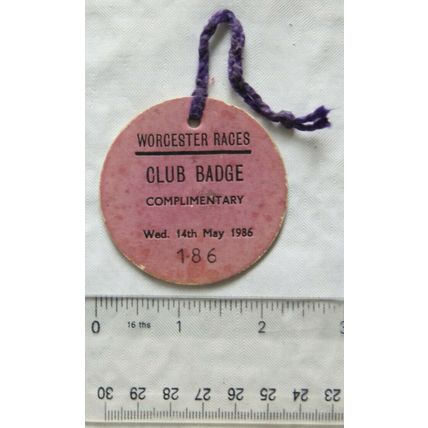 WORCESTER RACES
CLUB BADGE
COMPLIMENTARY
Wed. 14th May 1986
186
0 16 ths 1 2 3
30 29 28 27 26 25 24 23